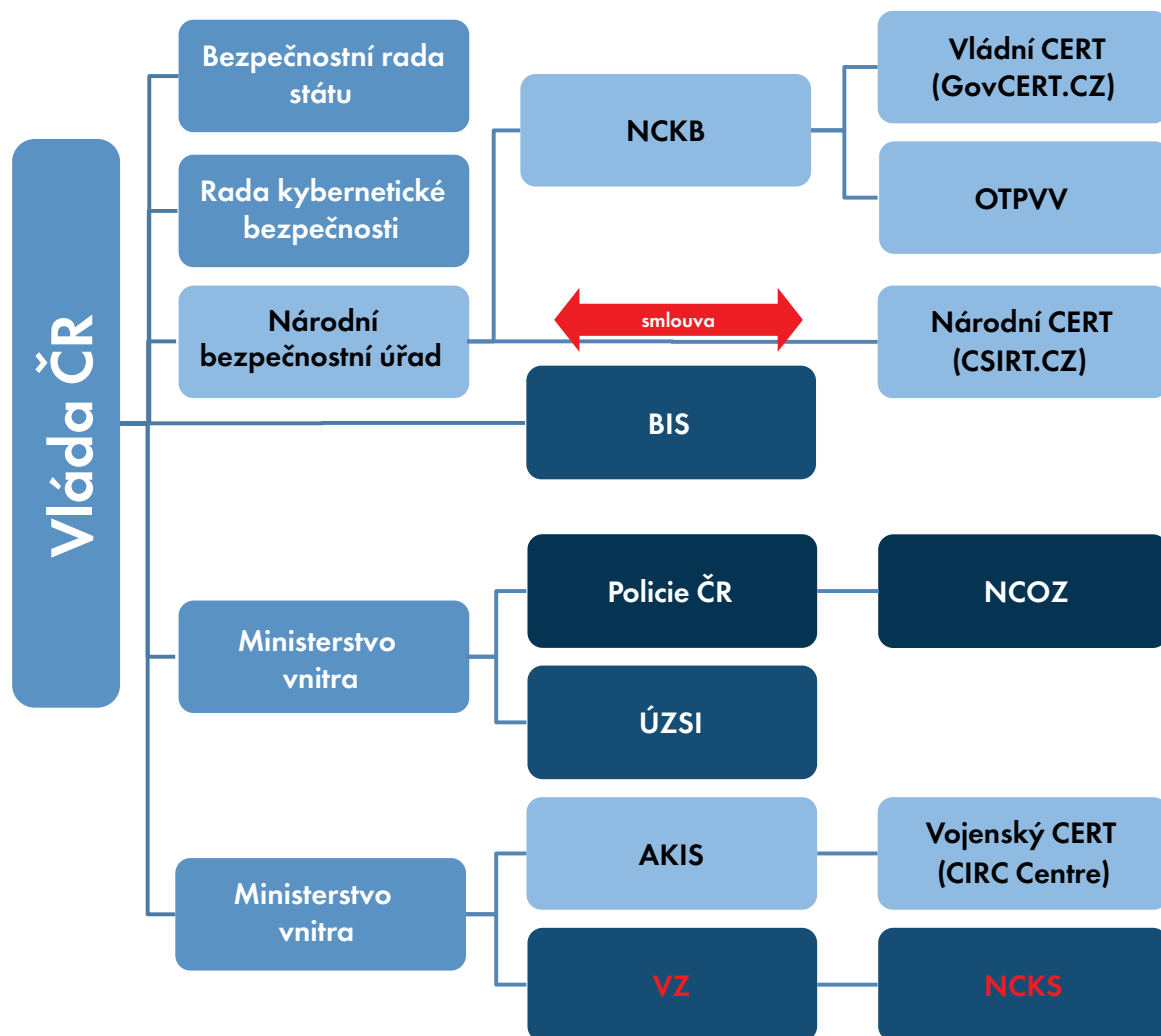 Vláda ČR
Bezpečnostní rada
státu
Rada kybernetické
bezpečnosti
Národní
bezpečnostní úřad
NCKB
Vládní CERT
(GovCERT.CZ)
OTPVV
smlouva
Národní CERT
(CSIRT.CZ)
BIS
Ministerstvo
vnitra
Policie ČR
NCOZ
ÚZSI
Ministerstvo
vnitra
AKIS
Vojenský CERT
(CIRC Centre)
VZ
NCKS